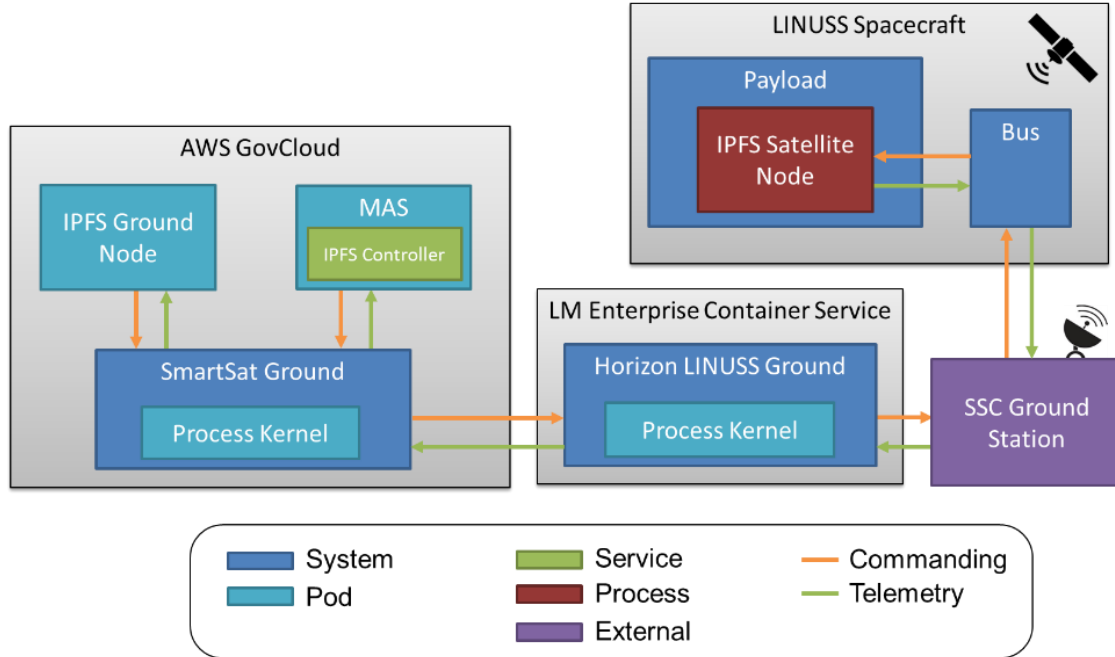 LINUSS Spacecraft
Payload
IPFS Satellite
Node
Bus
AWS GovCloud
IPFS Ground
Node
MAS
IPFS Controller
SmartSat Ground
Process Kernel
LM Enterprise Container Service
Horizon LINUSS Ground
Process Kernel
SSC Ground
Station
System
Pod
Service
Process
External
Commanding
Telemetry